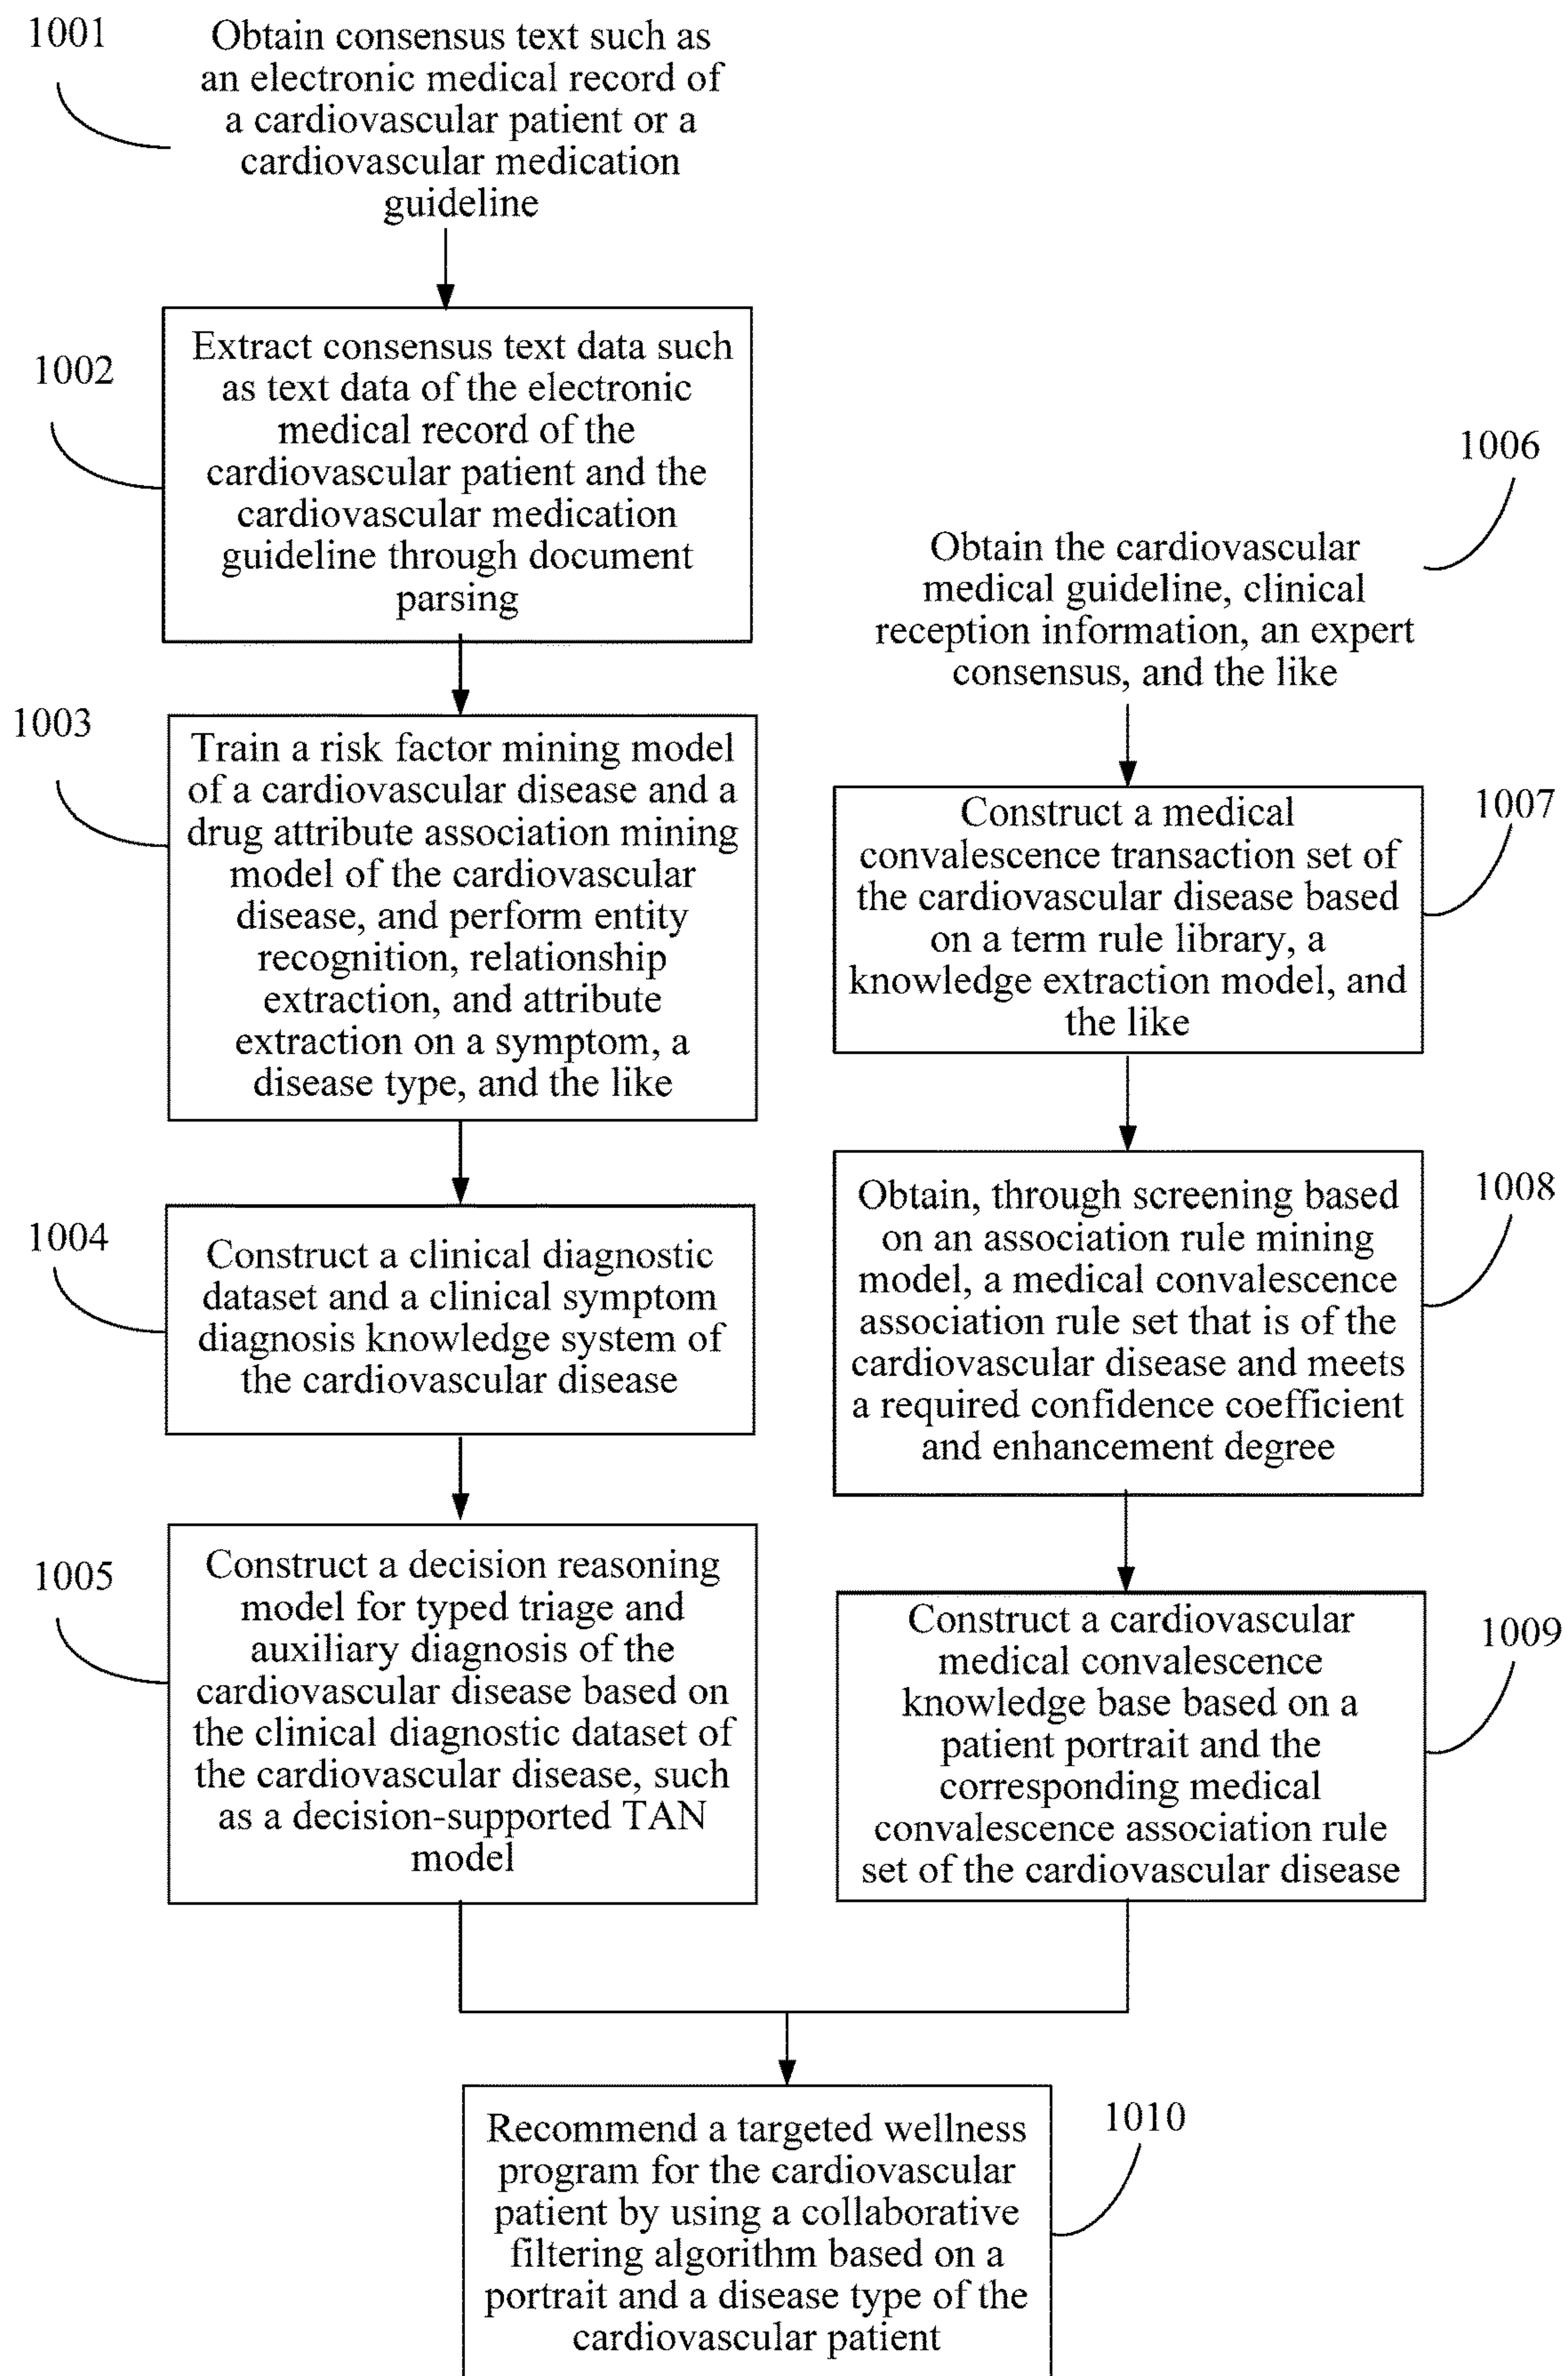 1001
Obtain consensus text such as
an electronic medical record of
a cardiovascular patient or a
cardiovascular medication
guideline
1002
Extract consensus text data such
as text data of the electronic
medical record of the
cardiovascular patient and the
cardiovascular medication
guideline through document
parsing
1003
Train a risk factor mining model
of a cardiovascular disease and a
drug attribute association mining
model of the cardiovascular
disease, and perform entity
recognition, relationship
extraction, and attribute
extraction on a symptom, a
disease type, and the like
1004
Construct a clinical diagnostic
dataset and a clinical symptom
diagnosis knowledge system of
the cardiovascular disease
1005
Construct a decision reasoning
model for typed triage and
auxiliary diagnosis of the
cardiovascular disease based on
the clinical diagnostic dataset of
the cardiovascular disease, such
as a decision-supported TAN
model
1006
Obtain the cardiovascular
medical guideline, clinical
reception information, an expert
consensus, and the like
1007
Construct a medical
convalescence transaction set of
the cardiovascular disease based
on a term rule library, a
knowledge extraction model, and
the like
1008
Obtain, through screening based
on an association rule mining
model, a medical convalescence
association rule set that is of the
cardiovascular disease and meets
a required confidence coefficient
and enhancement degree
1009
Construct a cardiovascular
medical convalescence
knowledge base based on a
patient portrait and the
corresponding medical
convalescence association rule
set of the cardiovascular disease
1010
Recommend a targeted wellness
program for the cardiovascular
patient by using a collaborative
filtering algorithm based on a
portrait and a disease type of the
cardiovascular patient